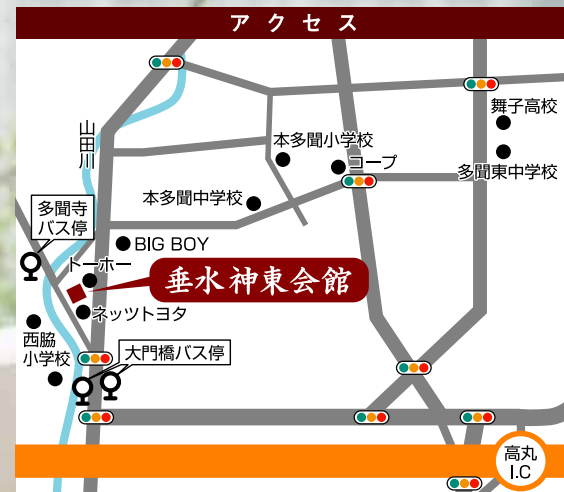 アクセス
舞子高校
山田川
本多聞小学校
コープ
多聞東中学校
本多聞中学校
多聞寺
バス停
BIG BOY
トーホー
垂水神東会館
ネッツトヨタ
西脇
小学校
大門橋バス停
高丸
I.C